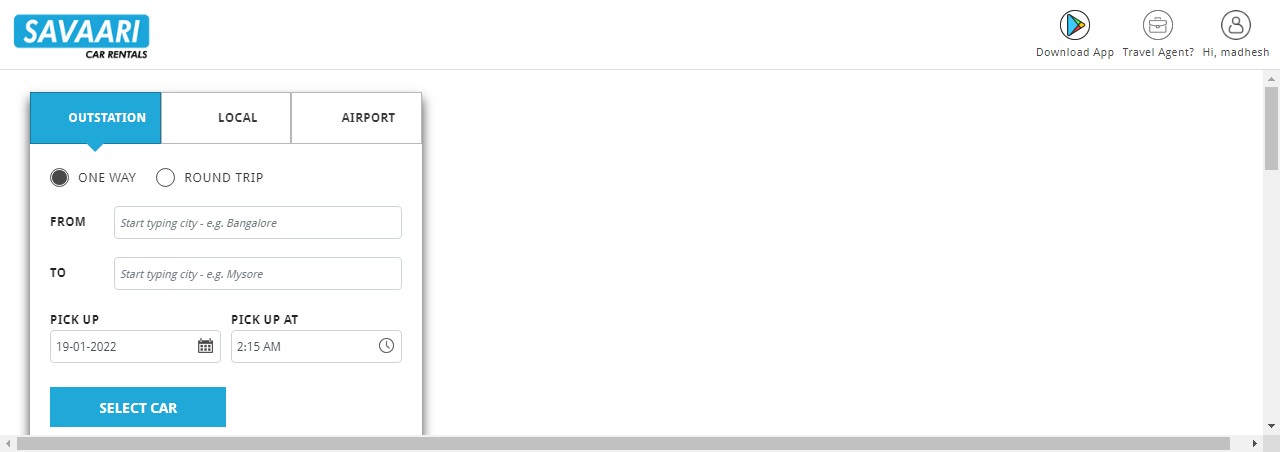 SAVAARI
CAR RENTALS
Download App
Travel Agent?
Hi, madhesh
OUTSTATION
LOCAL
AIRPORT
ONE WAY
ROUND TRIP
FROM
Start typing city - e.g. Bangalore
TO
Start typing city - e.g. Mysore
PICK UP
PICK UP AT
19-01-2022
2:15 AM
SELECT CAR